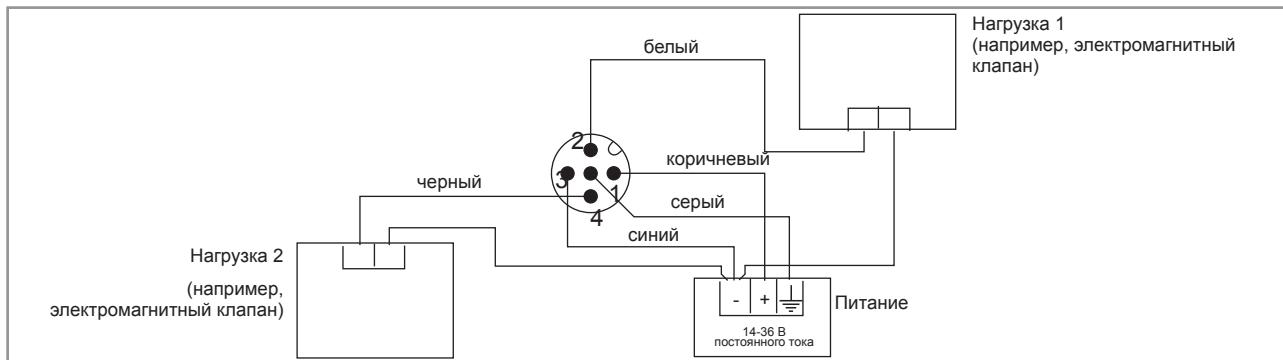 белый
Нагрузка 1
(например, электромагнитный
клапан)
2
коричневый
3
1
черный
серый
4
синий
Нагрузка 2
(например,
электромагнитный клапан)
- +
Питание
14-36 В
постоянного тока